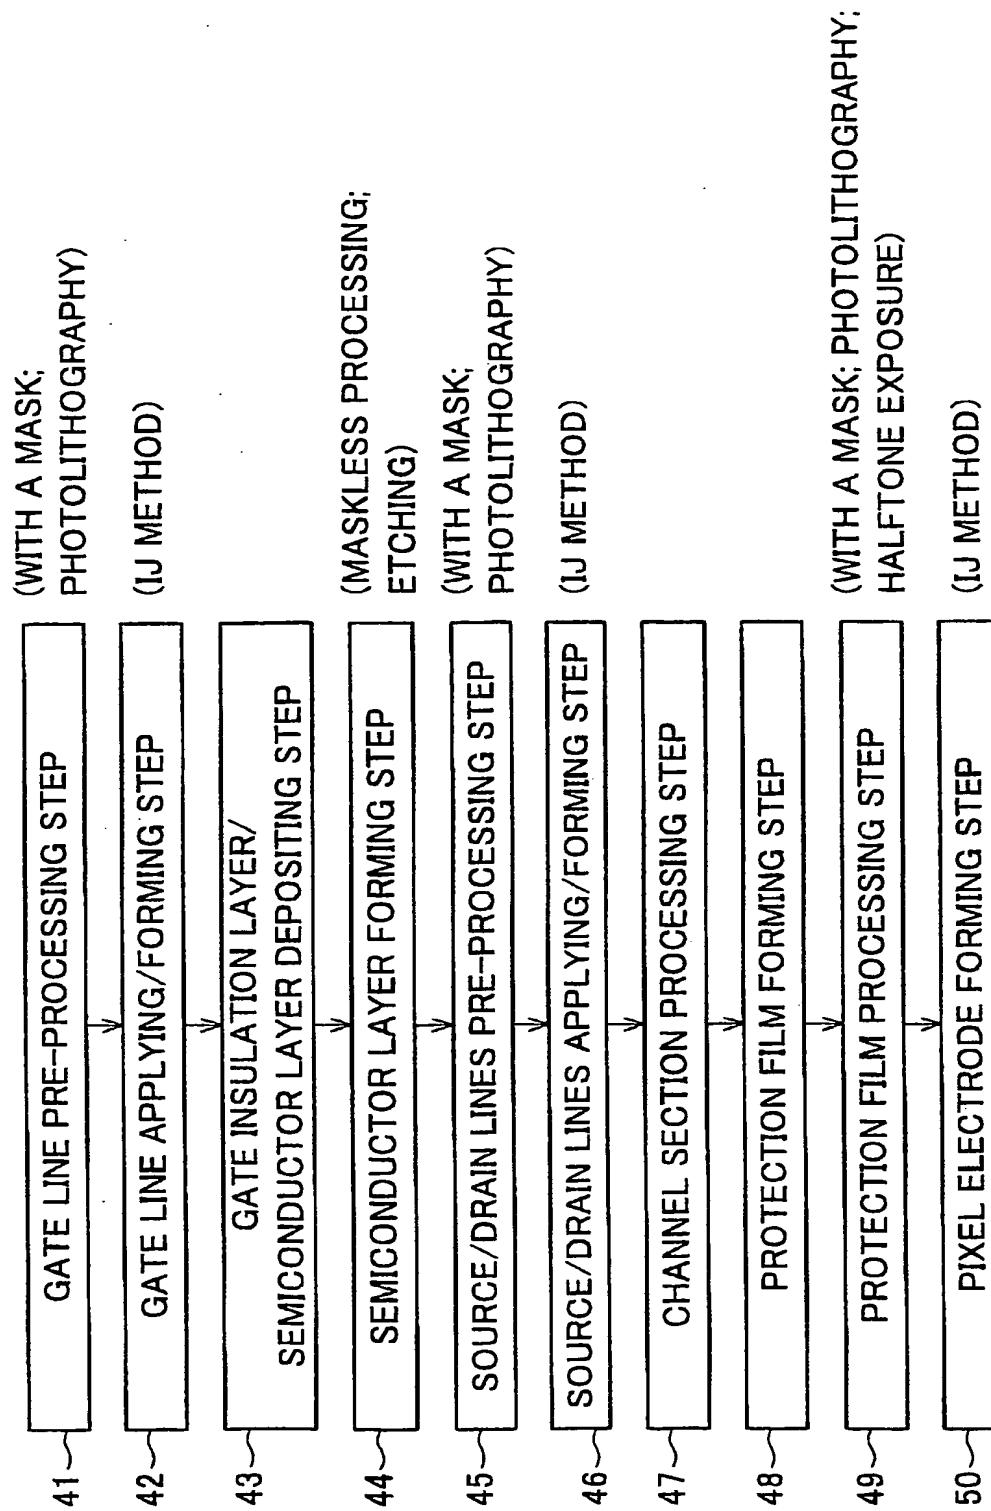 41
GATE LINE PRE-PROCESSING STEP
(WITH A MASK;
PHOTOLITHOGRAPHY)
42
GATE LINE APPLYING/FORMING STEP
(IJ METHOD)
43
GATE INSULATION LAYER/
SEMICONDUCTOR LAYER DEPOSITING STEP
44
SEMICONDUCTOR LAYER FORMING STEP
(MASKLESS PROCESSING;
ETCHING)
45
SOURCE/DRAIN LINES PRE-PROCESSING STEP
(WITH A MASK;
PHOTOLITHOGRAPHY)
46
SOURCE/DRAIN LINES APPLYING/FORMING STEP
(IJ METHOD)
47
CHANNEL SECTION PROCESSING STEP
48
PROTECTION FILM FORMING STEP
49
PROTECTION FILM PROCESSING STEP
(WITH A MASK; PHOTOLITHOGRAPHY;
HALFTONE EXPOSURE)
50
PIXEL ELECTRODE FORMING STEP
(IJ METHOD)